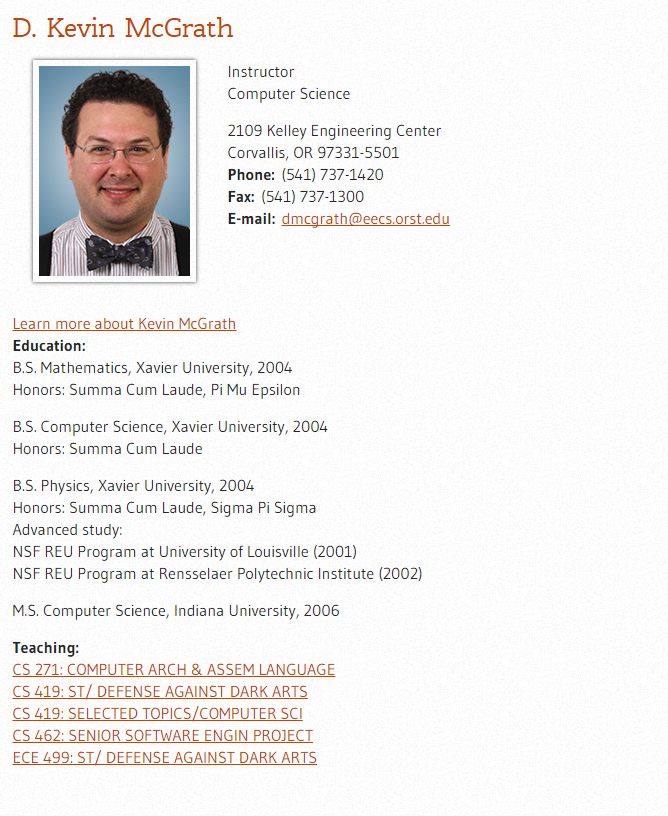 D. Kevin McGrath
Instructor
Computer Science
2109 Kelley Engineering Center
Corvallis, OR 97331-5501
Phone: (541) 737-1420
Fax: (541) 737-1300
E-mail: dmcgrath@eecs.orst.edu
Learn more about Kevin McGrath
Education:
B.S. Mathematics, Xavier University, 2004
Honors: Summa Cum Laude, Pi Mu Epsilon
B.S. Computer Science, Xavier University, 2004
Honors: Summa Cum Laude
B.S. Physics, Xavier University, 2004
Honors: Summa Cum Laude, Sigma Pi Sigma
Advanced study:
NSF REU Program at University of Louisville (2001)
NSF REU Program at Rensselaer Polytechnic Institute (2002)
M.S. Computer Science, Indiana University, 2006
Teaching:
CS 271: COMPUTER ARCH & ASSEM LANGUAGE
CS 419: ST/ DEFENSE AGAINST DARK ARTS
CS 419: SELECTED TOPICS/COMPUTER SCI
CS 462: SENIOR SOFTWARE ENGIN PROJECT
ECE 499: ST/ DEFENSE AGAINST DARK ARTS